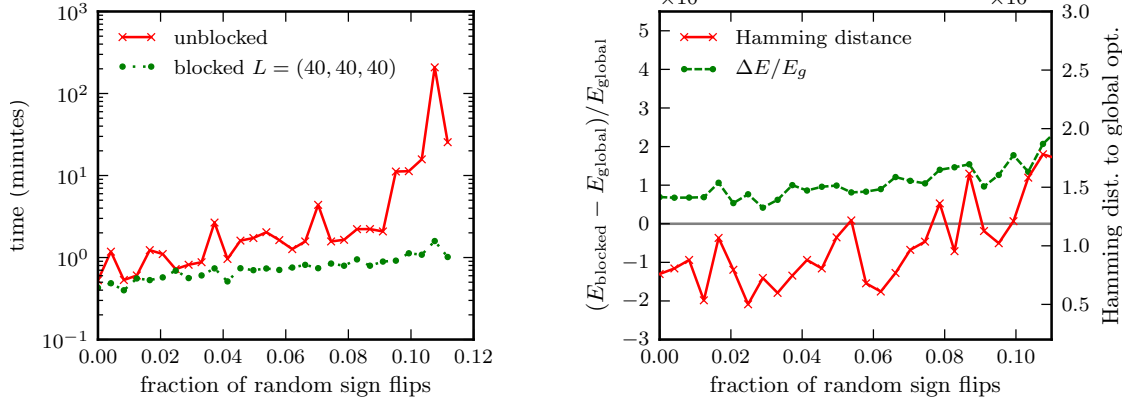 10^3
10^2
10^1
10^0
10^{-1}
time (minutes)
unblocked
blocked L = (40, 40, 40)
0.00 0.02 0.04 0.06 0.08 0.10 0.12
fraction of random sign flips
5
4
3
2
1
0
−1
−2
−3
(E_blocked − E_global)/E_global
Hamming distance
ΔE/E_g
3.0
2.5
2.0
1.5
1.0
0.5
Hamming dist. to global opt.
0.00 0.02 0.04 0.06 0.08 0.10
fraction of random sign flips